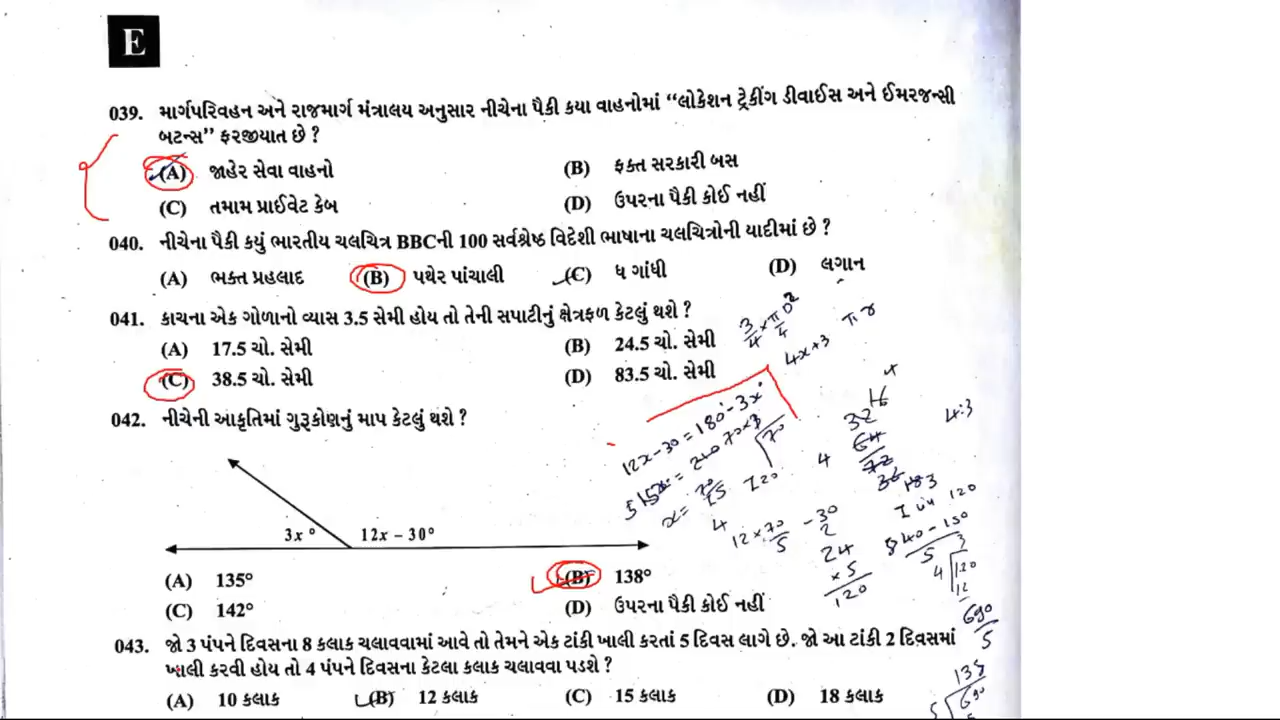 E
039. માર્ગપરિવહન અને રાજમાર્ગ મંત્રાલય અનુસાર નીચેના પૈકી કયા વાહનોમાં “લોકેશન ટ્રેકીંગ ડીવાઈસ અને ઈમરજન્સી
બટન્સ” ફરજીયાત છે ?
(A) જાહેર સેવા વાહનો (B) ફક્ત સરકારી બસ
(C) તમામ પ્રાઈવેટ કેબ (D) ઉપરના પૈકી કોઈ નહીં
040. નીચેના પૈકી કયું ભારતીય ચલચિત્ર BBCની 100 સર્વશ્રેષ્ઠ વિદેશી ભાષાના ચલચિત્રોની યાદીમાં છે ?
(A) ભક્ત પ્રહલાદ (B) પથેર પાંચાલી (C) ધ ગાંધી (D) લગાન
041. કાચના એક ગોળાનો વ્યાસ 3.5 સેમી હોય તો તેની સપાટીનું ક્ષેત્રફળ કેટલું થશે ?
(A) 17.5 ચો. સેમી (B) 24.5 ચો. સેમી
(C) 38.5 ચો. સેમી (D) 83.5 ચો. સેમી
042. નીચેની આકૃતિમાં ગુરૂકોણનું માપ કેટલું થશે ?
12x-30=180°-3x°
3x° 12x – 30°
(A) 135° (B) 138°
(C) 142° (D) ઉપરના પૈકી કોઈ નહીં
24
×5
120
043. જો 3 પંપને દિવસના 8 કલાક ચલાવવામાં આવે તો તેમને એક ટાંકી ખાલી કરતાં 5 દિવસ લાગે છે. જો આ ટાંકી 2 દિવસમાં
ખાલી કરવી હોય તો 4 પંપને દિવસના કેટલા કલાક ચલાવવા પડશે ?
(A) 10 કલાક (B) 12 કલાક (C) 15 કલાક (D) 18 કલાક